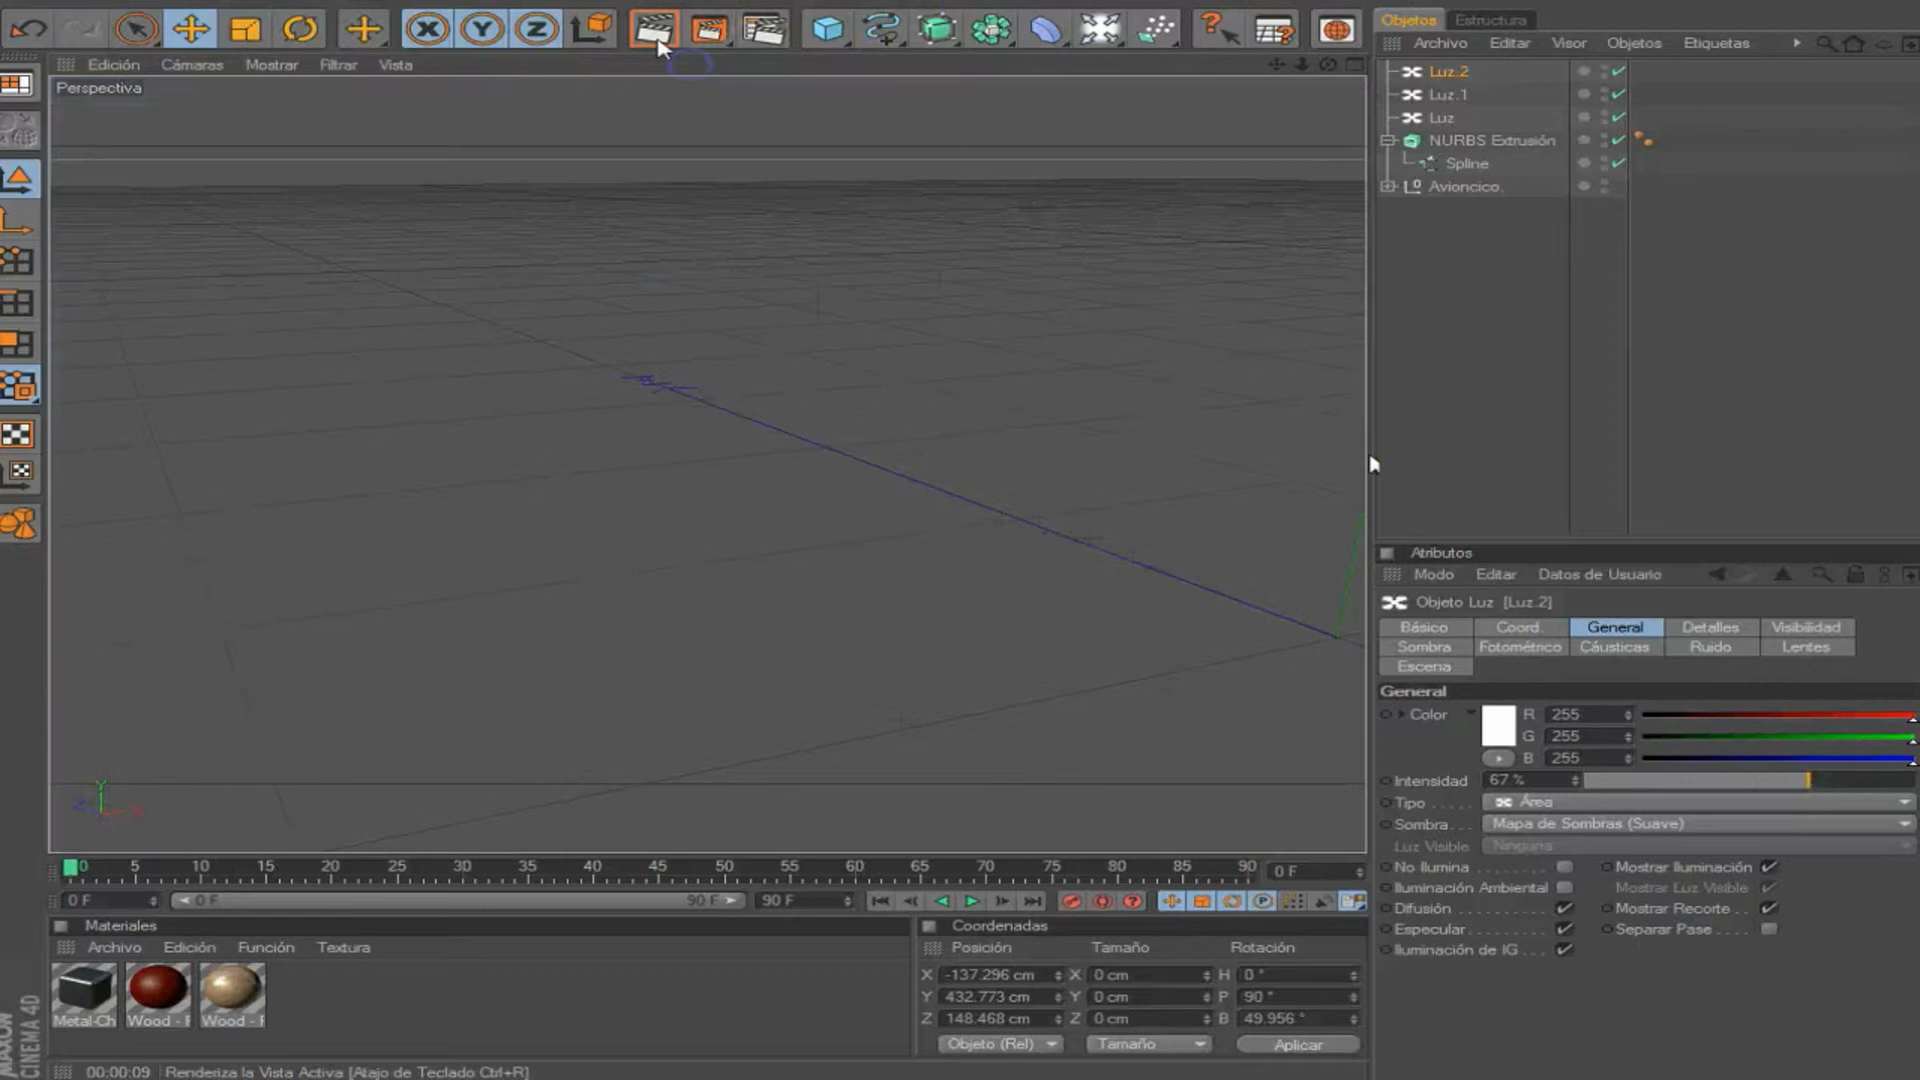 X Y Z
Edición Cámaras Mostrar Filtrar Vista
Perspectiva
Y
Z X
0 5 10 15 20 25 30 35 40 45 50 55 60 65 70 75 80 85 90 0 F
0 F 0 F 90 F 90 F
Materiales
Archivo Edición Función Textura
Metal-Ch Wood - F Wood - F
MAXON
CINEMA 4D
00:00:09 Renderiza la Vista Activa [Atajo de Teclado Ctrl+R]
Coordenadas
Posición Tamaño Rotación
X -137.296 cm X 0 cm H 0 °
Y 432.773 cm Y 0 cm P 90 °
Z 148.468 cm Z 0 cm B 49.956 °
Objeto (Rel) Tamaño Aplicar
Objetos Estructura
Archivo Editar Visor Objetos Etiquetas
Luz.2
Luz.1
Luz
NURBS Extrusión
Spline
Avioncico.
Atributos
Modo Editar Datos de Usuario
Objeto Luz [Luz.2]
Básico Coord. General Detalles Visibilidad
Sombra Fotométrico Cáusticas Ruido Lentes
Escena
General
Color R 255
G 255
B 255
Intensidad 67 %
Tipo Área
Sombra Mapa de Sombras (Suave)
Luz Visible Ninguno
No Ilumina Mostrar Iluminación
Iluminación Ambiental Mostrar Luz Visible
Difusión Mostrar Recorte
Especular Separar Pase
Iluminación de IG